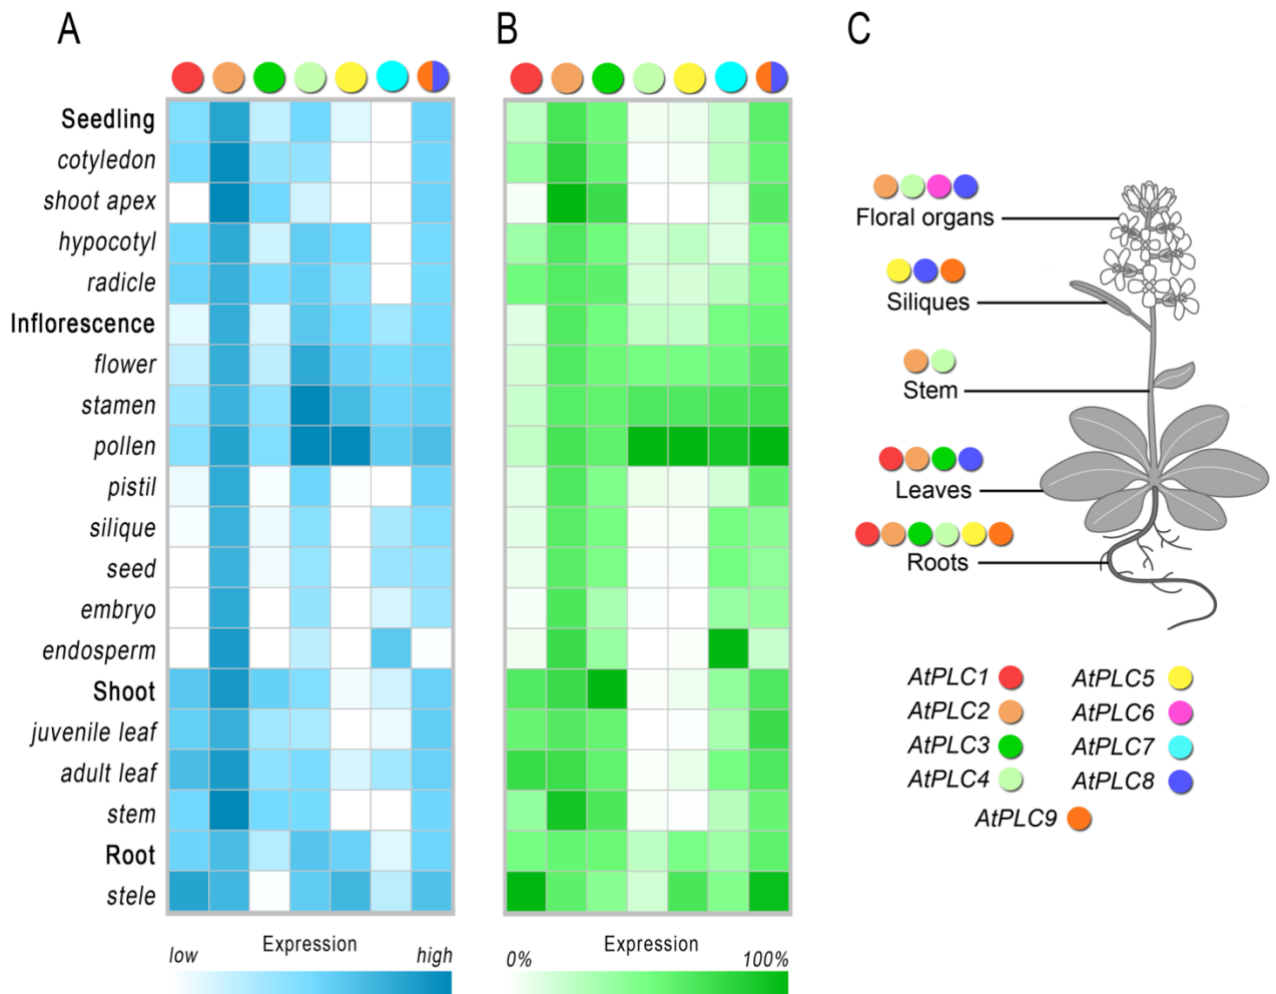 A
B
C
Seedling
cotyledon
shoot apex
hypocotyl
radicle
Inflorescence
flower
stamen
pollen
pistil
silique
seed
embryo
endosperm
Shoot
juvenile leaf
adult leaf
stem
Root
stele
low
Expression
high
0%
Expression
100%
Floral organs
Siliques
Stem
Leaves
Roots
AtPLC1
AtPLC5
AtPLC2
AtPLC6
AtPLC3
AtPLC7
AtPLC4
AtPLC8
AtPLC9